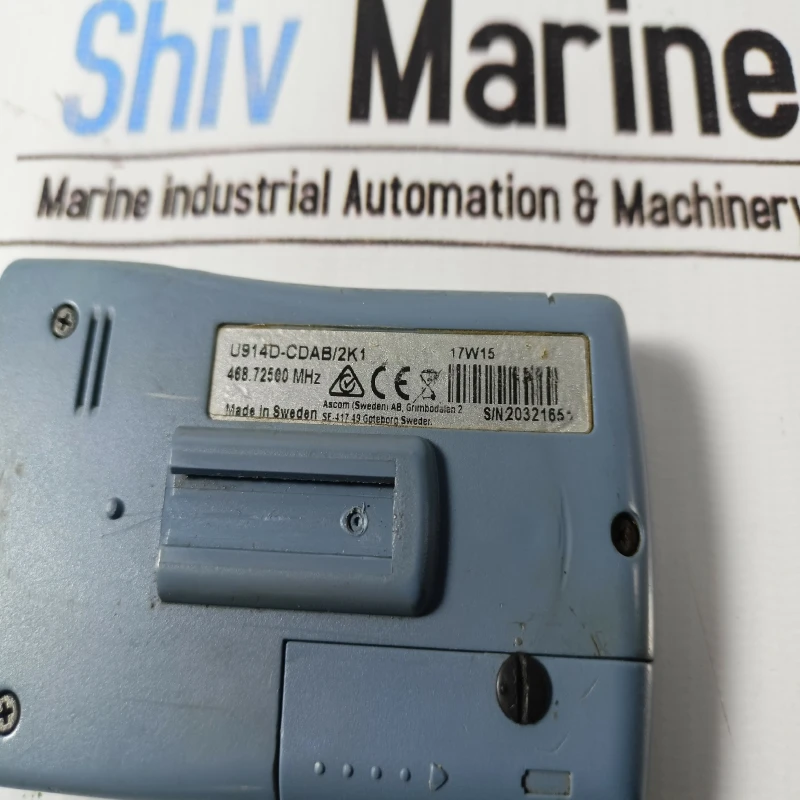 Shiv Marine
Marine industrial Automation & Machinery
U914D-CDAB/2K1 17W15
468.72500 MHz CE
Made in Sweden Ascom (Sweden) AB, Grimbodalen 2
SE-417 49 Göteborg Sweden. S/N